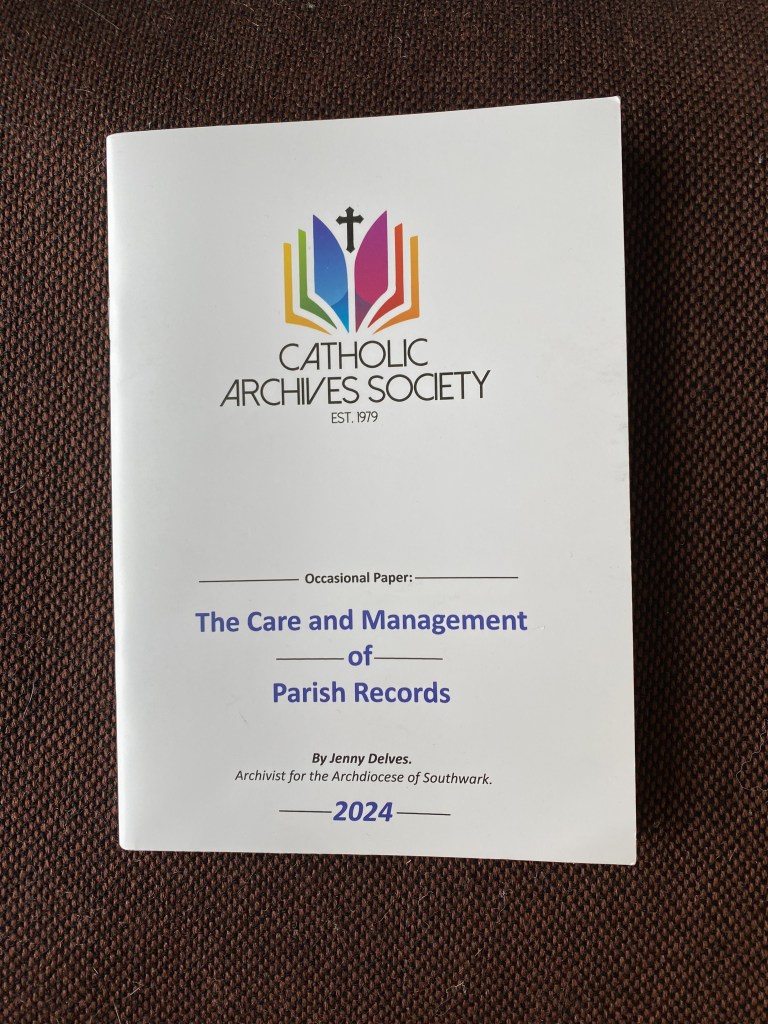 CATHOLIC
ARCHIVES SOCIETY
EST. 1979
Occasional Paper:
The Care and Management
of
Parish Records
By Jenny Delves.
Archivist for the Archdiocese of Southwark.
2024